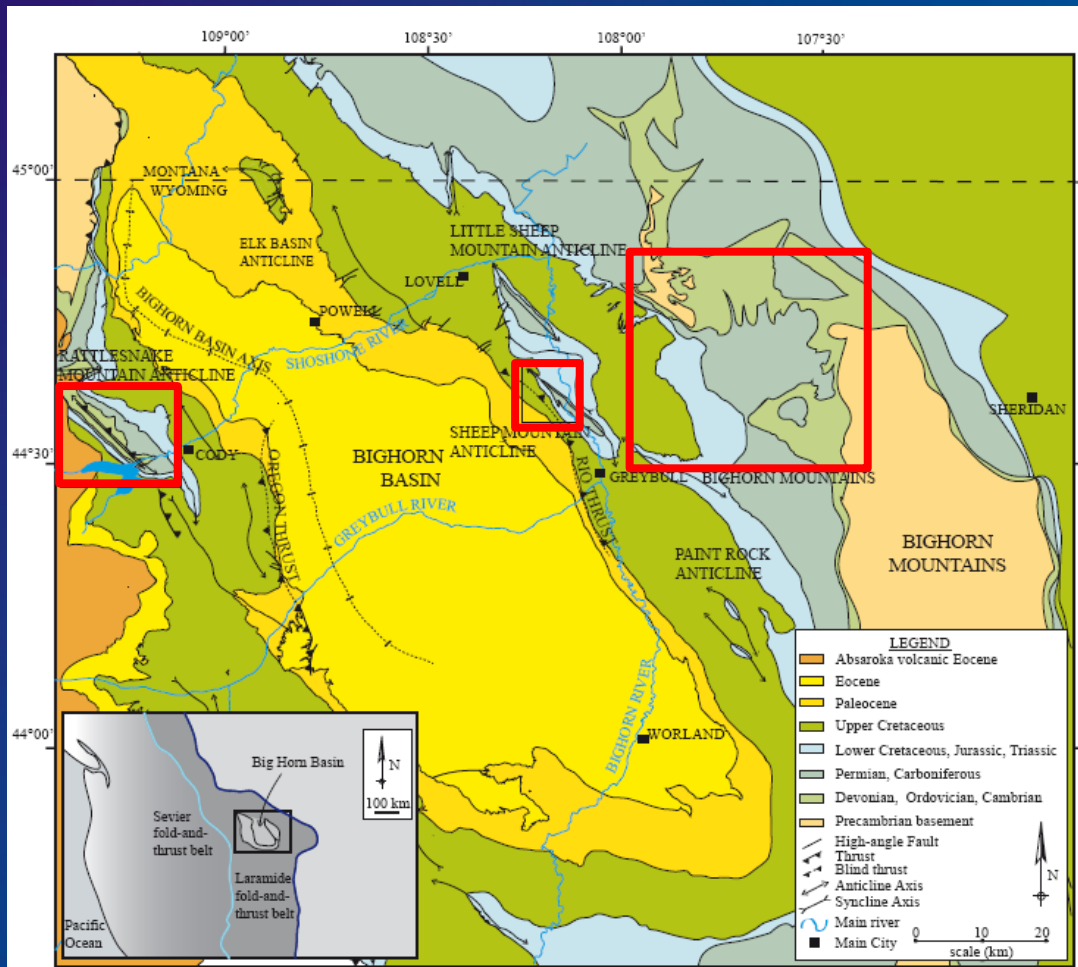 109°00'
108°30'
108°00'
107°30'
45°00'
MONTANA
WYOMING
ELK BASIN
ANTICLINE
LITTLE SHEEP
MOUNTAIN ANTICLINE
LOVELL
POWELL
BIGHORN BASIN AXIS
SHOSHONE RIVER
RATTLESNAKE
MOUNTAIN ANTICLINE
SHERIDAN
SHEEP MOUNTAIN
ANTICLINE
44°30'
CODY
BIGHORN
BASIN
GREYBULL
BIGHORN MOUNTAINS
OREGON THRUST
RIO THRUST
GREYBULL RIVER
BIGHORN
MOUNTAINS
PAINT ROCK
ANTICLINE
BIGHORN RIVER
44°00'
WORLAND
LEGEND
Absaroka volcanic Eocene
Eocene
Paleocene
Upper Cretaceous
Lower Cretaceous, Jurassic, Triassic
Permian, Carboniferous
Devonian, Ordovician, Cambrian
Precambrian basement
High-angle Fault
Thrust
Blind thrust
Anticline Axis
Syncline Axis
Main river
Main City
N
0 10 20
scale (km)
Big Horn Basin
N
100 km
Sevier
fold-and-
thrust belt
Laramide
fold-and-
thrust belt
Pacific
Ocean